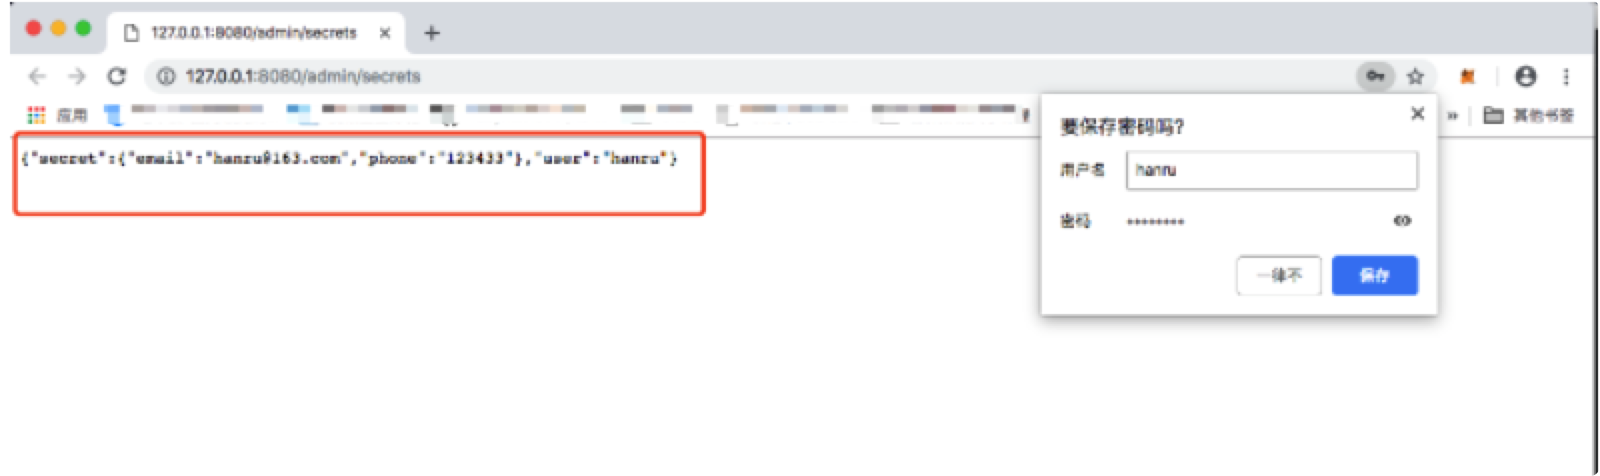 127.0.0.1:8080/admin/secrets
127.0.0.1:8080/admin/secrets
应用
其他书签
{"secret":{"email":"hanru@163.com","phone":"123433"},"user":"hanru"}
要保存密码吗?
用户名 hanru
密码 ••••••••
一律不 保存